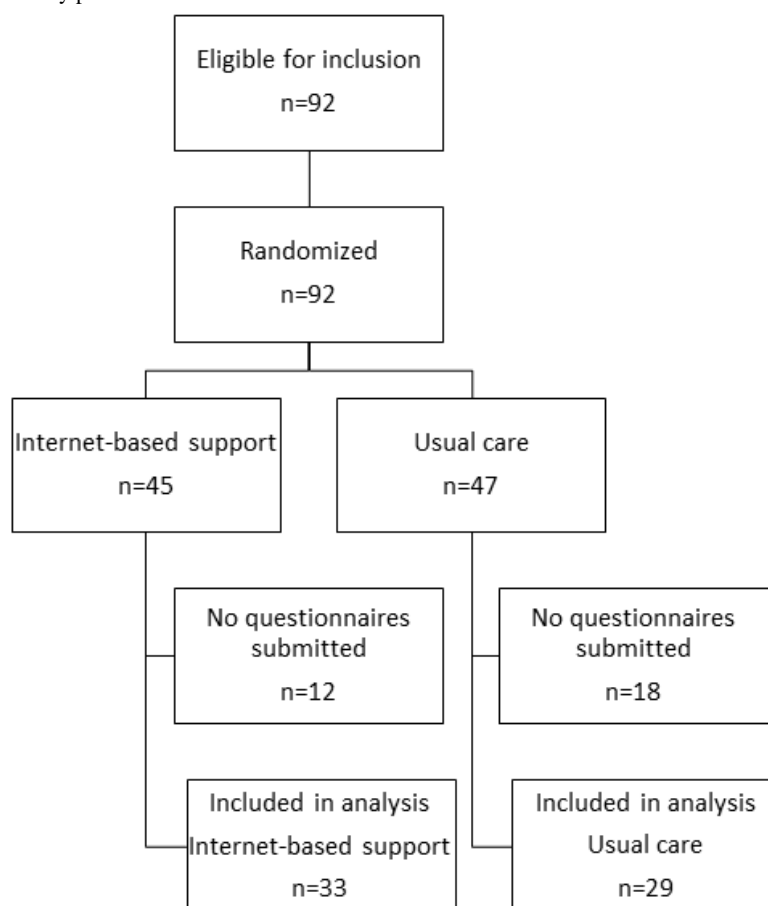 Eligible for inclusion
n=92
Randomized
n=92
Internet-based support
n=45
Usual care
n=47
No questionnaires
submitted
n=12
No questionnaires
submitted
n=18
Included in analysis
Internet-based support
n=33
Included in analysis
Usual care
n=29